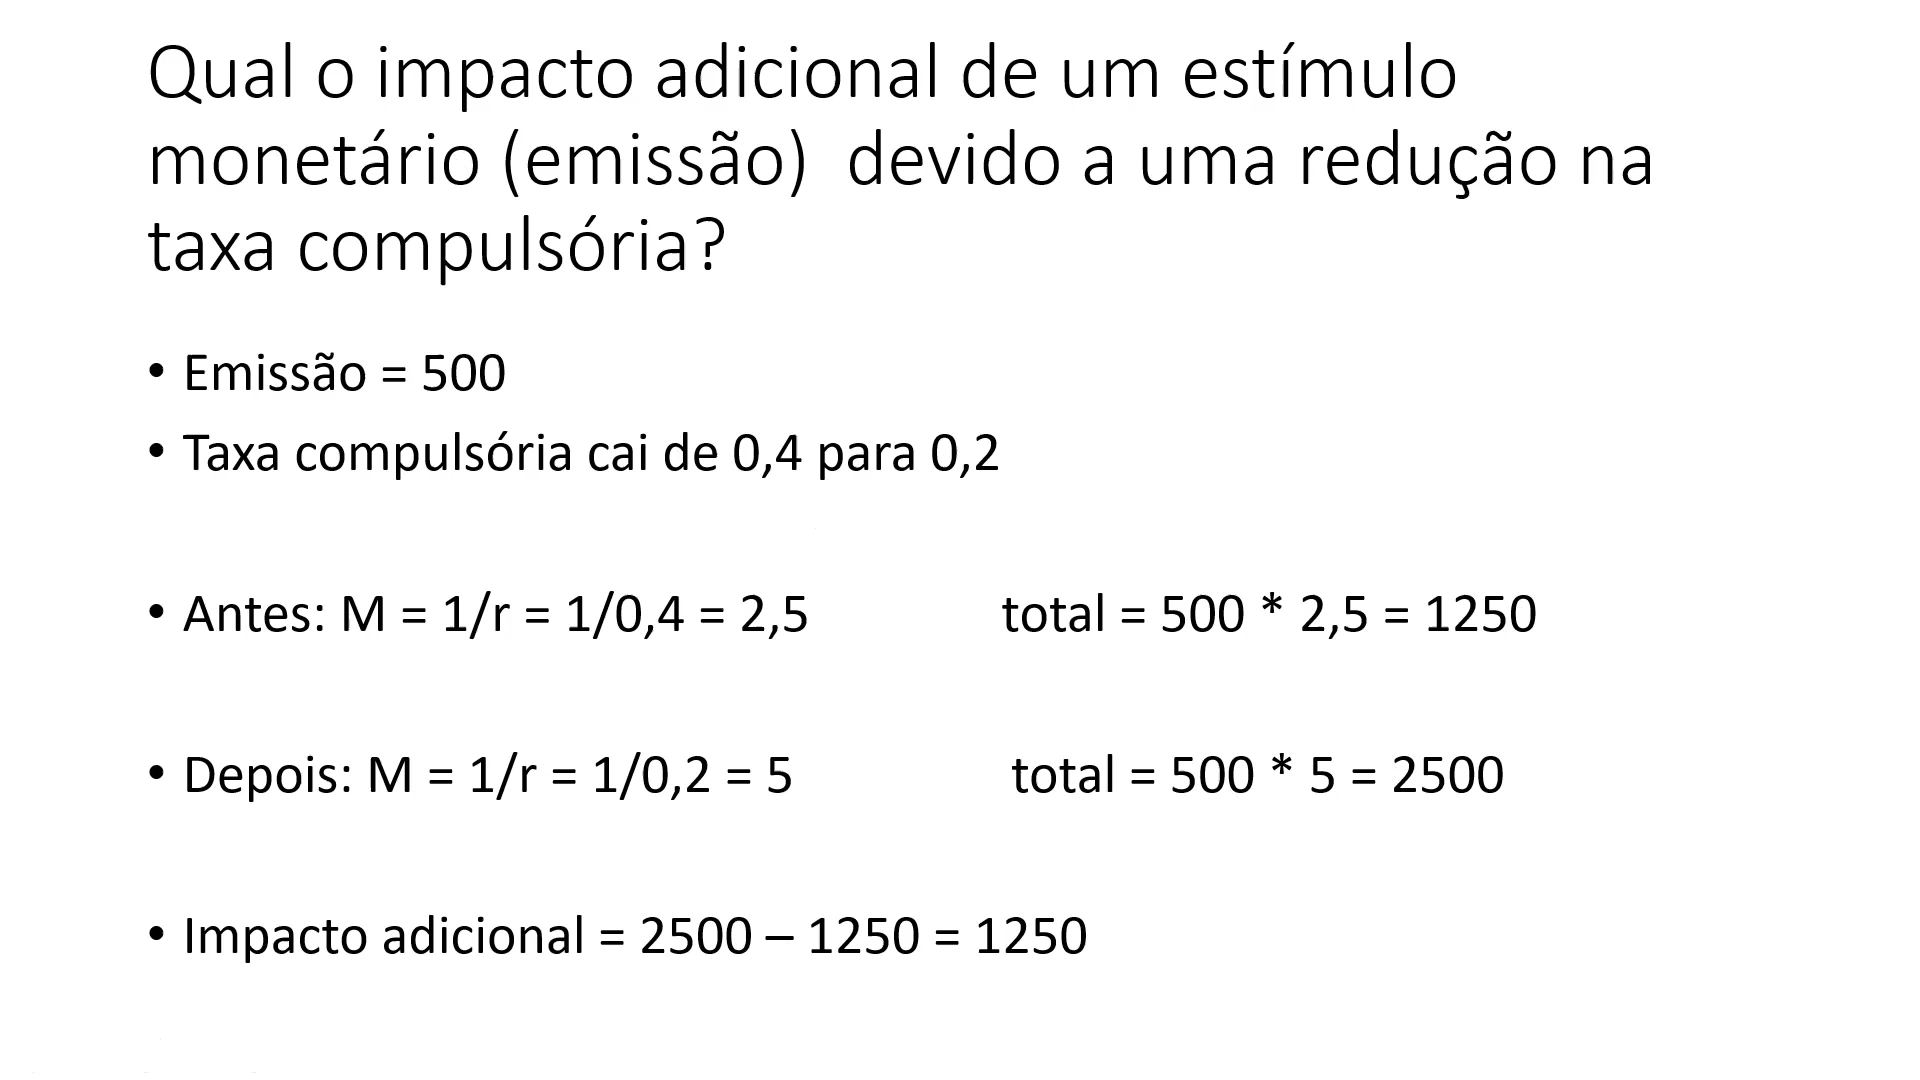 Qual o impacto adicional de um estímulo
monetário (emissão) devido a uma redução na
taxa compulsória?
• Emissão = 500
• Taxa compulsória cai de 0,4 para 0,2
• Antes: M = 1/r = 1/0,4 = 2,5 total = 500 * 2,5 = 1250
• Depois: M = 1/r = 1/0,2 = 5 total = 500 * 5 = 2500
• Impacto adicional = 2500 – 1250 = 1250